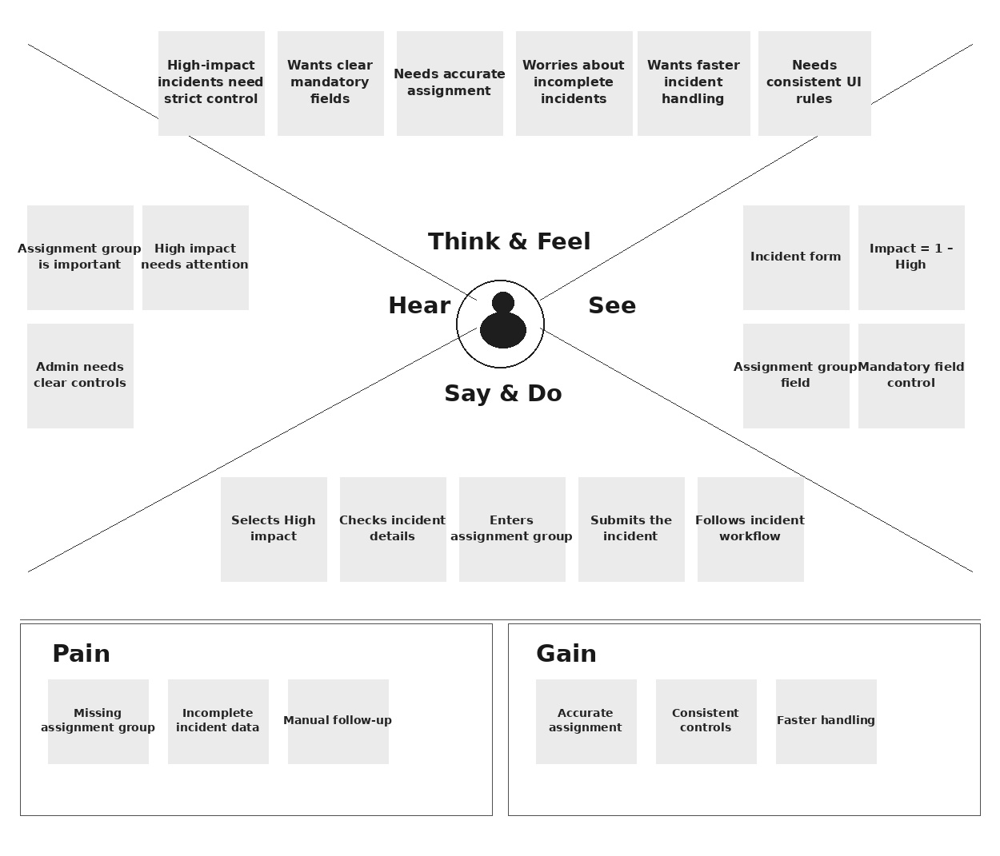 High-impact
incidents need
strict control
Wants clear
mandatory
fields
Needs accurate
assignment
Worries about
incomplete
incidents
Wants faster
incident
handling
Needs
consistent UI
rules
Think & Feel
Assignment group
is important
High impact
needs attention
Admin needs
clear controls
Hear
See
Incident form
Impact = 1 –
High
Assignment group
field
Mandatory field
control
Say & Do
Selects High
impact
Checks incident
details
Enters
assignment group
Submits the
incident
Follows incident
workflow
Pain
Missing
assignment group
Incomplete
incident data
Manual follow-up
Gain
Accurate
assignment
Consistent
controls
Faster handling